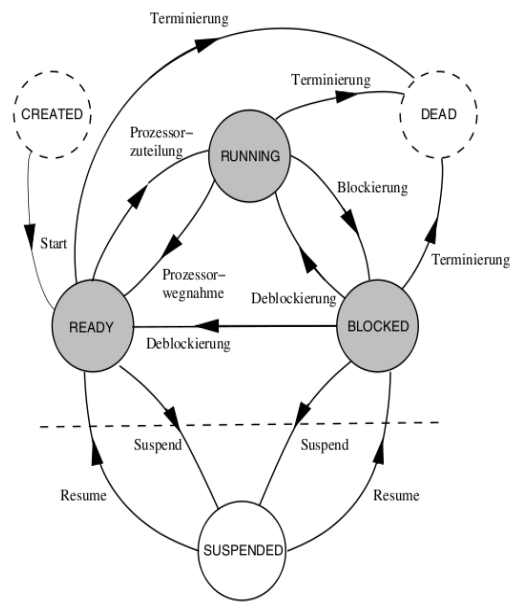 Terminierung
Terminierung
CREATED
DEAD
Prozessor–
zuteilung
RUNNING
Blockierung
Start
Prozessor–
wegnahme
Terminierung
Deblockierung
READY
BLOCKED
Deblockierung
Suspend
Suspend
Resume
Resume
SUSPENDED